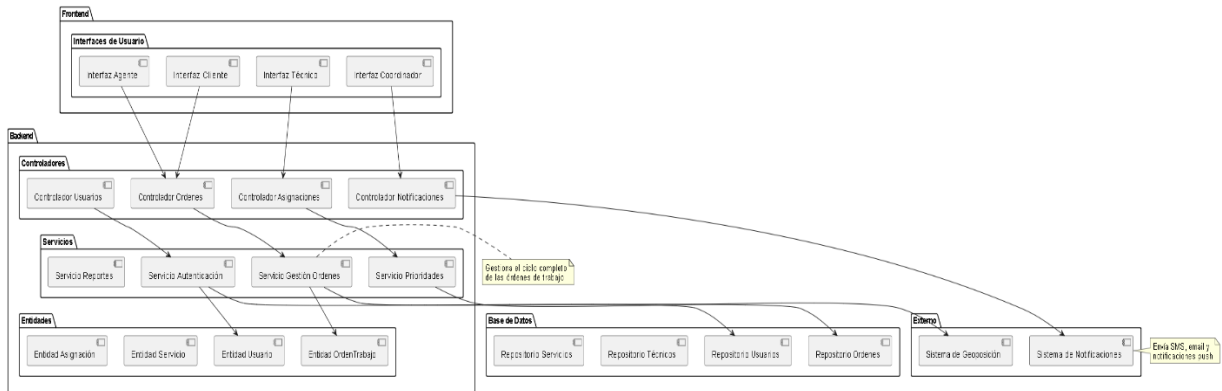 Frontend
Interfaces de Usuario
Interfaz Agente
Interfaz Cliente
Interfaz Técnico
Interfaz Coordinador
Backend
Controladores
Controlador Usuarios
Controlador Ordenes
Controlador Asignaciones
Controlador Notificaciones
Servicios
Servicio Reportes
Servicio Autenticación
Servicio Gestión Ordenes
Servicio Prioridades
Gestiona el ciclo completo
de las órdenes de trabajo
Entidades
Entidad Asignación
Entidad Servicio
Entidad Usuario
Entidad OrdenTrabajo
Base de Datos
Repositorio Servicios
Repositorio Técnicos
Repositorio Usuarios
Repositorio Ordenes
Externo
Sistema de Geoposición
Sistema de Notificaciones
Envía SMS, email y
notificaciones push